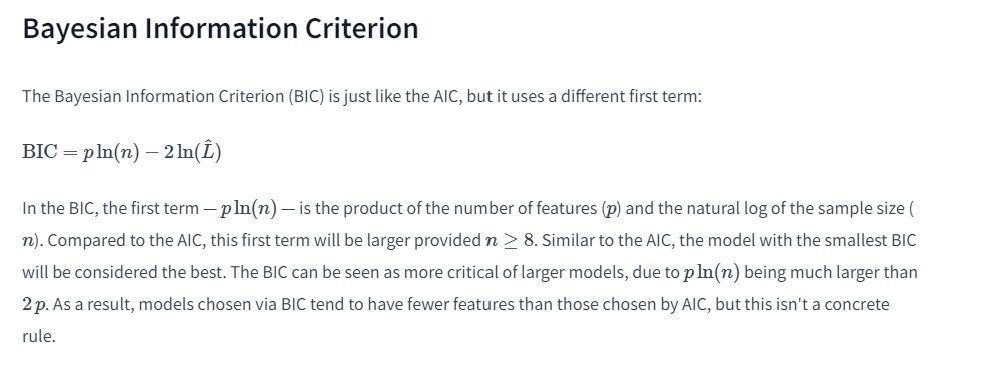 Bayesian Information Criterion
The Bayesian Information Criterion (BIC) is just like the AIC, but it uses a different first term:
BIC = p ln(n) − 2 ln(L̂)
In the BIC, the first term — p ln(n) — is the product of the number of features (p) and the natural log of the sample size (
n). Compared to the AIC, this first term will be larger provided n ≥ 8. Similar to the AIC, the model with the smallest BIC
will be considered the best. The BIC can be seen as more critical of larger models, due to p ln(n) being much larger than
2p. As a result, models chosen via BIC tend to have fewer features than those chosen by AIC, but this isn't a concrete
rule.